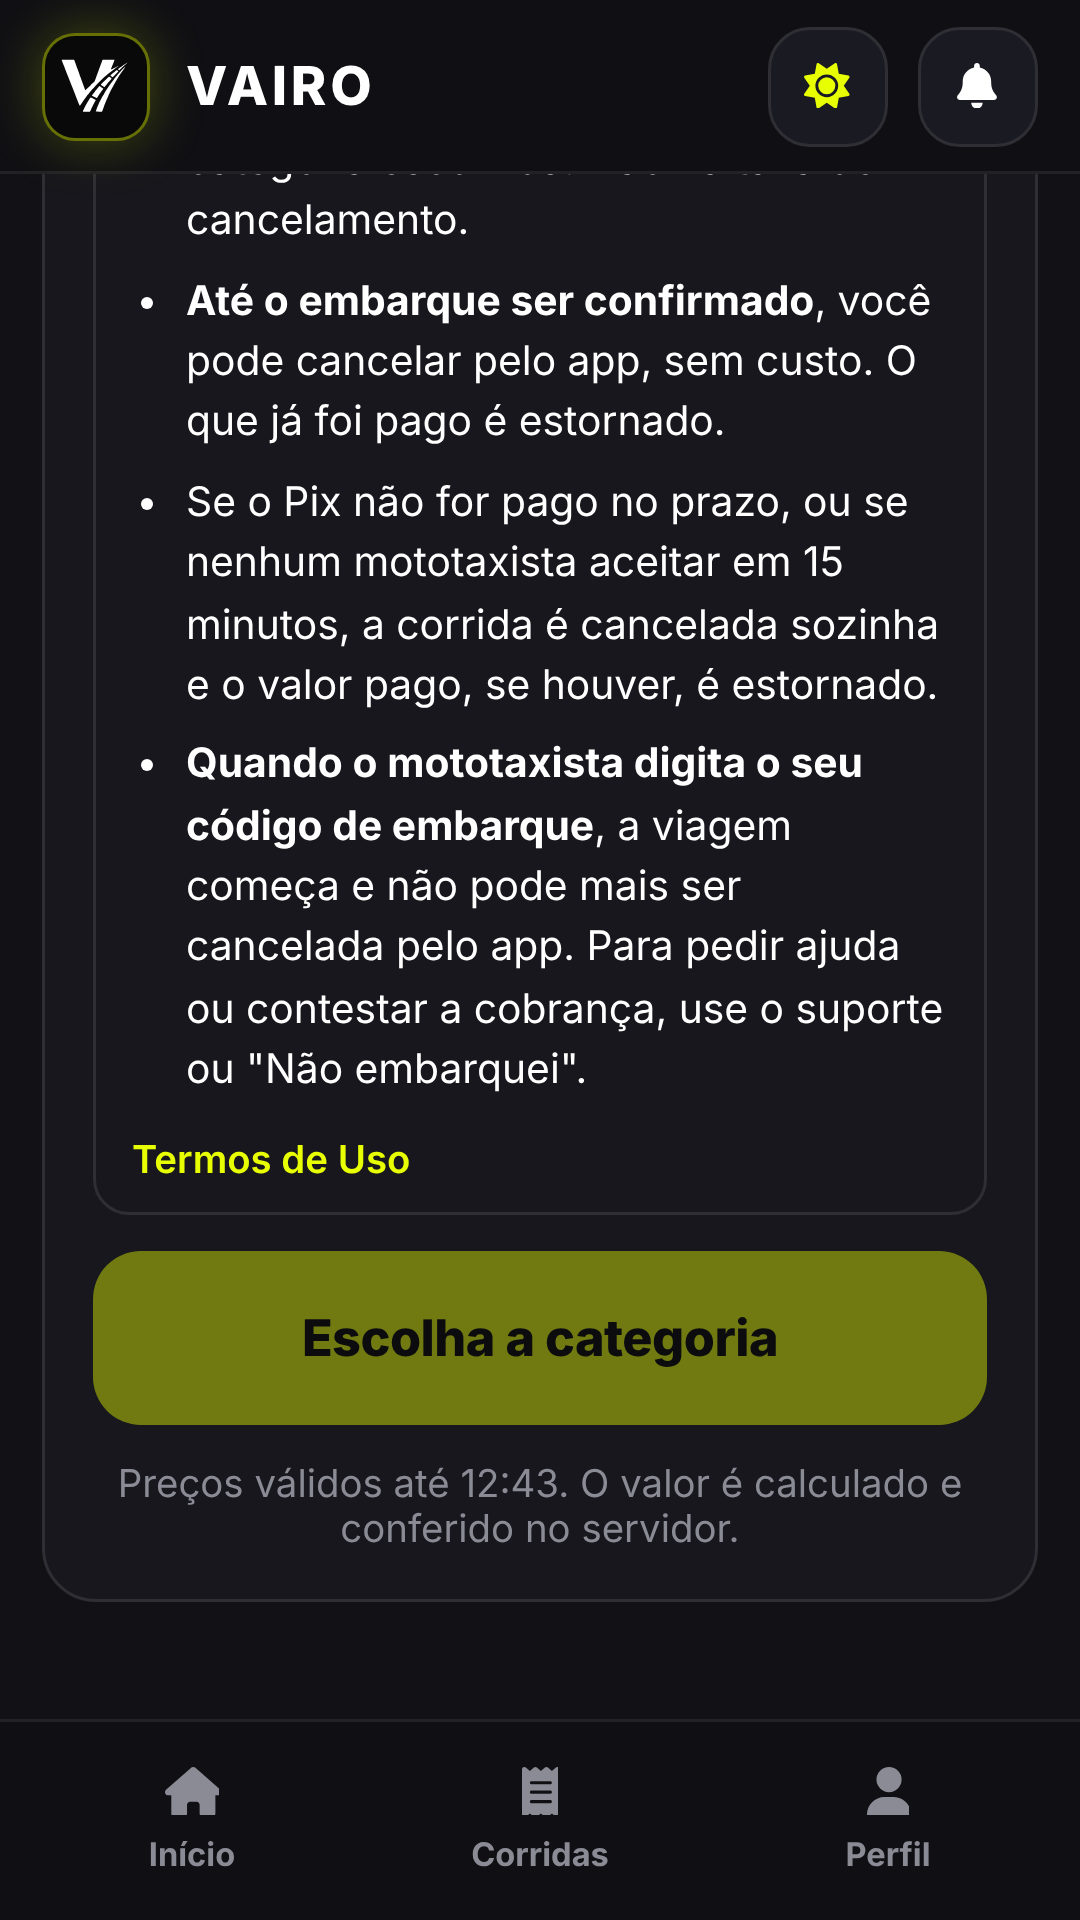 VAIRO
cancelamento.
• Até o embarque ser confirmado, você
pode cancelar pelo app, sem custo. O
que já foi pago é estornado.
• Se o Pix não for pago no prazo, ou se
nenhum mototaxista aceitar em 15
minutos, a corrida é cancelada sozinha
e o valor pago, se houver, é estornado.
• Quando o mototaxista digita o seu
código de embarque, a viagem
começa e não pode mais ser
cancelada pelo app. Para pedir ajuda
ou contestar a cobrança, use o suporte
ou "Não embarquei".
Termos de Uso
Escolha a categoria
Preços válidos até 12:43. O valor é calculado e
conferido no servidor.
Início
Corridas
Perfil